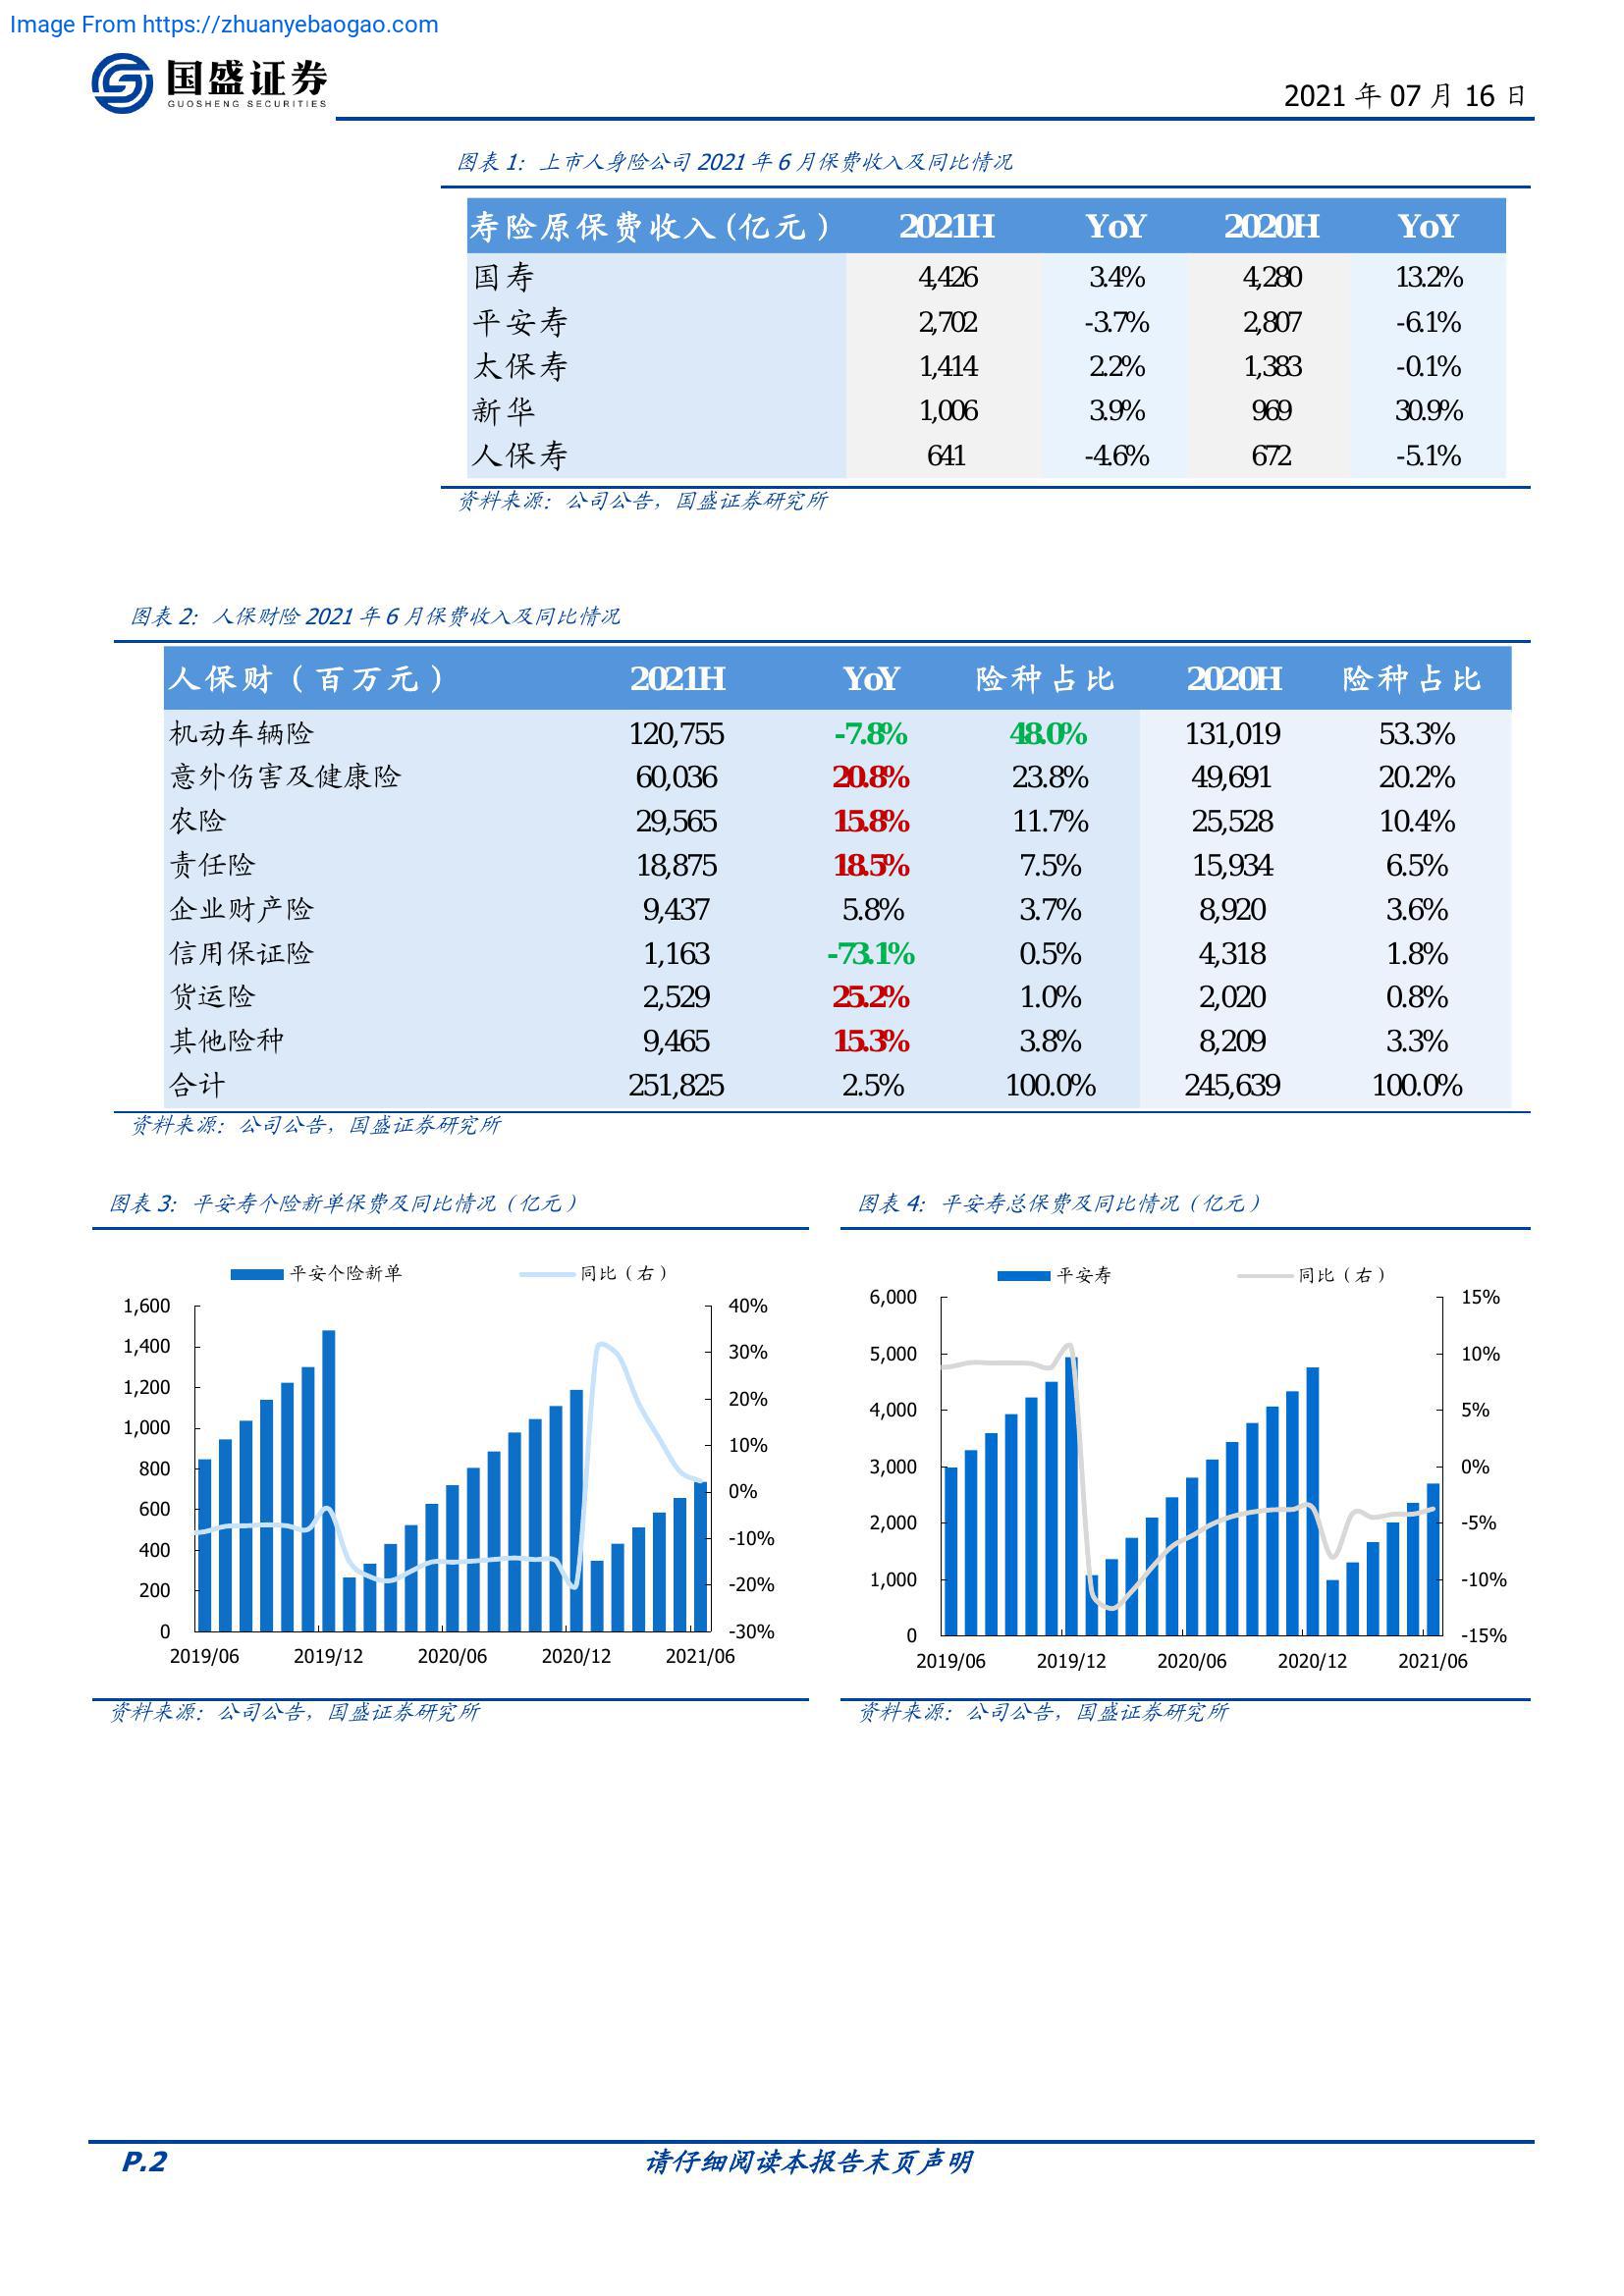 Image From https://zhuanyebaogao.com
国盛证券
GUOSHENG SECURITIES
2021 年 07 月 16 日
图表 1： 上市人身险公司 2021 年 6 月保费收入及同比情况
寿险原保费收入(亿元) 2021H YoY 2020H YoY
国寿 4,426 3.4% 4,280 13.2%
平安寿 2,702 -3.7% 2,807 -6.1%
太保寿 1,414 2.2% 1,383 -0.1%
新华 1,006 3.9% 969 30.9%
人保寿 641 -4.6% 672 -5.1%
资料来源：公司公告，国盛证券研究所
图表 2： 人保财险 2021 年 6 月保费收入及同比情况
人保财（百万元） 2021H YoY 险种占比 2020H 险种占比
机动车辆险 120,755 -7.8% 48.0% 131,019 53.3%
意外伤害及健康险 60,036 20.8% 23.8% 49,691 20.2%
农险 29,565 15.8% 11.7% 25,528 10.4%
责任险 18,875 18.5% 7.5% 15,934 6.5%
企业财产险 9,437 5.8% 3.7% 8,920 3.6%
信用保证险 1,163 -73.1% 0.5% 4,318 1.8%
货运险 2,529 25.2% 1.0% 2,020 0.8%
其他险种 9,465 15.3% 3.8% 8,209 3.3%
合计 251,825 2.5% 100.0% 245,639 100.0%
资料来源：公司公告，国盛证券研究所
图表 3： 平安寿个险新单保费及同比情况（亿元）
平安个险新单 同比（右）
1,600 40%
1,400 30%
1,200 20%
1,000 10%
800 0%
600 -10%
400 -20%
200 -30%
0
2019/06 2019/12 2020/06 2020/12 2021/06
资料来源：公司公告，国盛证券研究所
图表 4： 平安寿总保费及同比情况（亿元）
平安寿 同比（右）
6,000 15%
5,000 10%
4,000 5%
3,000 0%
2,000 -5%
1,000 -10%
0 -15%
2019/06 2019/12 2020/06 2020/12 2021/06
资料来源：公司公告，国盛证券研究所
P.2 请仔细阅读本报告末页声明